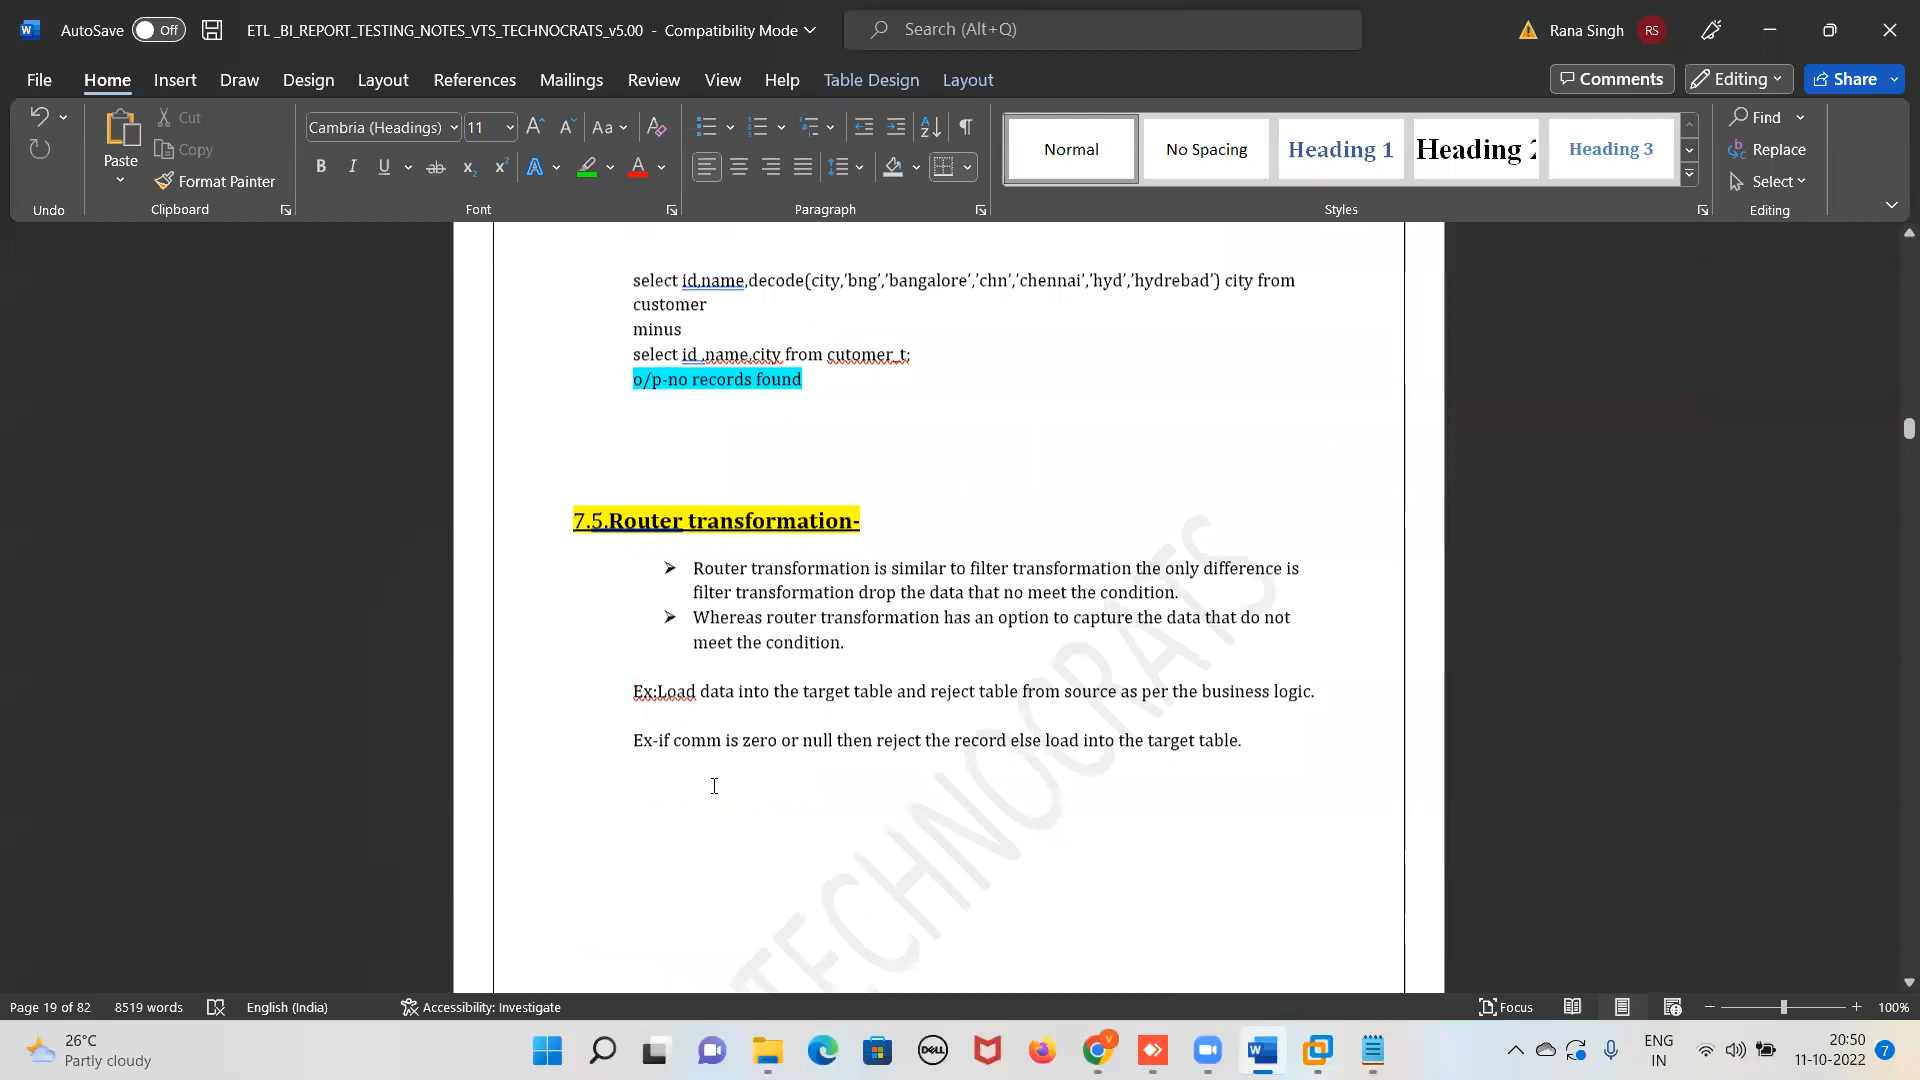 AutoSave Off ETL _BI_REPORT_TESTING_NOTES_VTS_TECHNOCRATS_v5.00 - Compatibility Mode Search (Alt+Q) Rana Singh RS
File Home Insert Draw Design Layout References Mailings Review View Help Table Design Layout Comments Editing Share
Paste
Cut
Copy
Format Painter
Cambria (Headings) 11
Normal No Spacing Heading 1 Heading 2 Heading 3
Find
Replace
Select
Undo Clipboard Font Paragraph Styles Editing
select id,name,decode(city,’bng’,’bangalore’,’chn’,’chennai’,’hyd’,’hydrebad’) city from
customer
minus
select id ,name,city from cutomer_t;
o/p-no records found
7.5.Router transformation-
Router transformation is similar to filter transformation the only difference is
filter transformation drop the data that no meet the condition.
Whereas router transformation has an option to capture the data that do not
meet the condition.
Ex:Load data into the target table and reject table from source as per the business logic.
Ex-if comm is zero or null then reject the record else load into the target table.
TECHNOCRATS
Page 19 of 82 8519 words English (India) Accessibility: Investigate Focus 100%
26°C
Partly cloudy
DELL
V
ENG
IN
20:50
11-10-2022
7